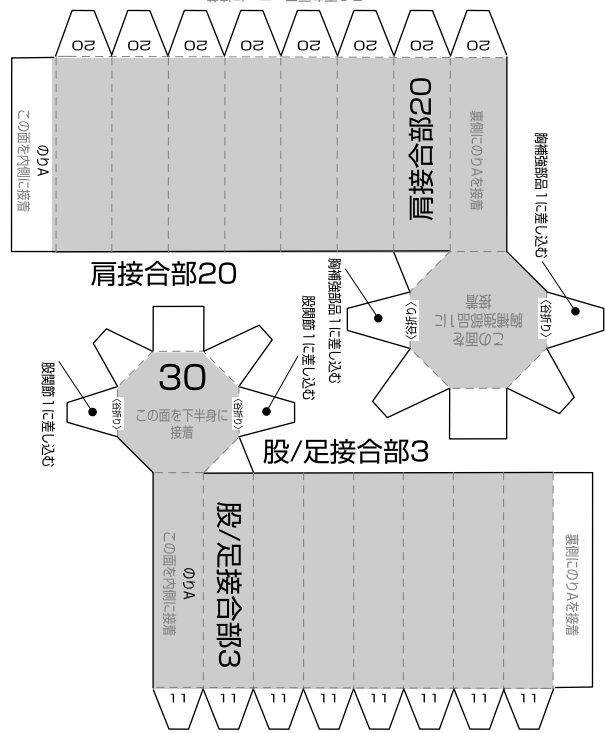 20 20 20 20 20 20 20 20
のりA
この面を内側に接着
肩接合部20
裏側にのりAを接着
胸補強部品1に差し込む
肩接合部20
この面を
胸補強部品1に
接着
〈谷折り〉
〈谷折り〉
胸補強部品1に差し込む
股関節1に差し込む
30
この面を下半身に
接着
〈谷折り〉
〈谷折り〉
股関節1に差し込む
股/足接合部3
のりA
この面を内側に接着
股/足接合部3
裏側にのりAを接着
11 11 11 11 11 11 11 11